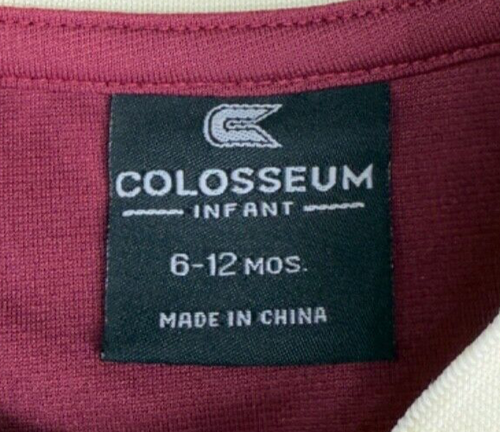 COLOSSEUM
INFANT
6-12 MOS.
MADE IN CHINA